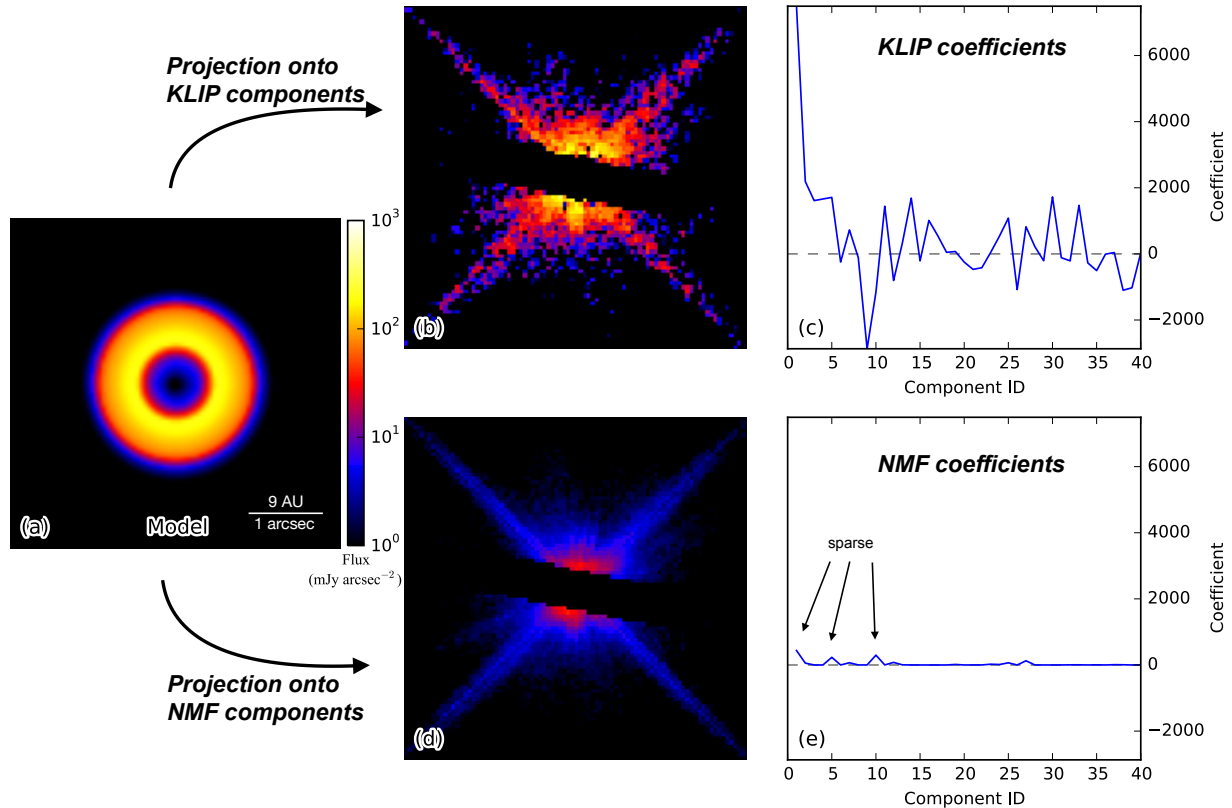 Projection onto
KLIP components
(a)
Model
9 AU
1 arcsec
10³
10²
10¹
10⁰
Flux
(mJy arcsec⁻²)
Projection onto
NMF components
(b)
KLIP coefficients
(c)
6000
4000
2000
0
−2000
Coefficient
0 5 10 15 20 25 30 35 40
Component ID
(d)
NMF coefficients
sparse
(e)
6000
4000
2000
0
−2000
Coefficient
0 5 10 15 20 25 30 35 40
Component ID